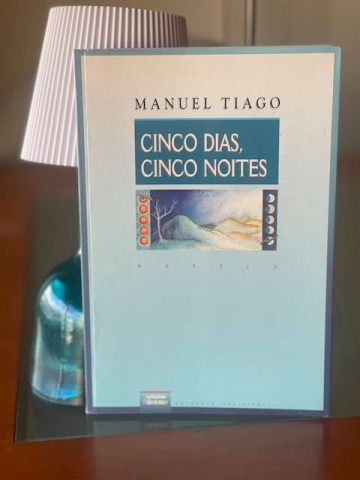 MANUEL TIAGO
CINCO DIAS,
CINCO NOITES
NOVELA